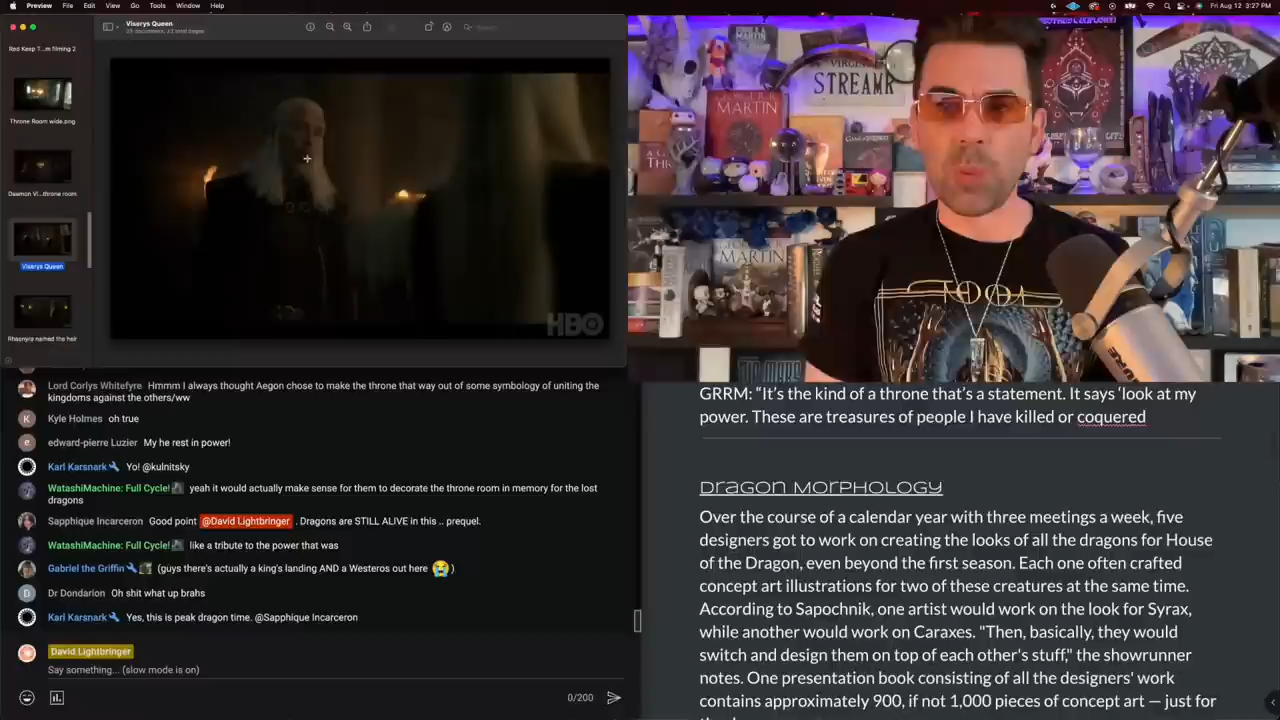 Preview File Edit View Go Tools Window Help
Fri Aug 12 3:27 PM
Viserys Queen
Search
Red Keep T...m filming 2
Throne Room wide.png
Daemon Vi...throne room
Viserys Queen
Rhaenyra named the heir
HBO
STREAMR
MARTIN
MARTIN
TOOL
Lord Corlys Whitefyre Hmmm I always thought Aegon chose to make the throne that way out of some symbology of uniting the
kingdoms against the others/ww
K Kyle Holmes oh true
e edward-pierre Luzier My he rest in power!
Karl Karsnark Yo! @kulnitsky
WatashiMachine: Full Cycle! yeah it would actually make sense for them to decorate the throne room in memory for the lost
dragons
Sapphique Incarceron Good point @David Lightbringer . Dragons are STILL ALIVE in this .. prequel.
WatashiMachine: Full Cycle! like a tribute to the power that was
Gabriel the Griffin (guys there's actually a king's landing AND a Westeros out here 😭 )
D Dr Dondarion Oh shit what up brahs
Karl Karsnark Yes, this is peak dragon time. @Sapphique Incarceron
David Lightbringer
Say something... (slow mode is on)
0/200
GRRM: “It’s the kind of a throne that’s a statement. It says ‘look at my
power. These are treasures of people I have killed or coquered
Dragon Morphology
Over the course of a calendar year with three meetings a week, five
designers got to work on creating the looks of all the dragons for House
of the Dragon, even beyond the first season. Each one often crafted
concept art illustrations for two of these creatures at the same time.
According to Sapochnik, one artist would work on the look for Syrax,
while another would work on Caraxes. "Then, basically, they would
switch and design them on top of each other's stuff," the showrunner
notes. One presentation book consisting of all the designers' work
contains approximately 900, if not 1,000 pieces of concept art — just for